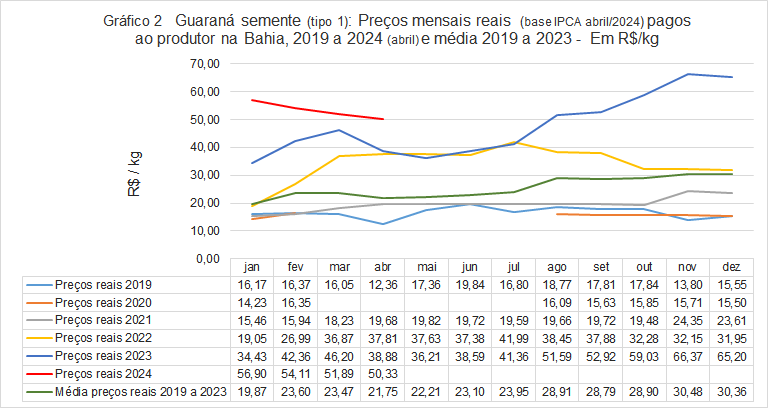 Gráfico 2 Guaraná semente (tipo 1): Preços mensais reais (base IPCA abril/2024) pagos
ao produtor na Bahia, 2019 a 2024 (abril) e média 2019 a 2023 - Em R$/kg
R$ / kg
70,00
60,00
50,00
40,00
30,00
20,00
10,00
0,00
jan fev mar abr mai jun jul ago set out nov dez
Preços reais 2019 16,17 16,37 16,05 12,36 17,36 19,84 16,80 18,77 17,81 17,84 13,80 15,55
Preços reais 2020 14,23 16,35 16,09 15,63 15,85 15,71 15,50
Preços reais 2021 15,46 15,94 18,23 19,68 19,82 19,72 19,59 19,66 19,72 19,48 24,35 23,61
Preços reais 2022 19,05 26,99 36,87 37,81 37,63 37,38 41,99 38,45 37,88 32,28 32,15 31,95
Preços reais 2023 34,43 42,36 46,20 38,88 36,21 38,59 41,36 51,59 52,92 59,03 66,37 65,20
Preços reais 2024 56,90 54,11 51,89 50,33
Média preços reais 2019 a 2023 19,87 23,60 23,47 21,75 22,21 23,10 23,95 28,91 28,79 28,90 30,48 30,36